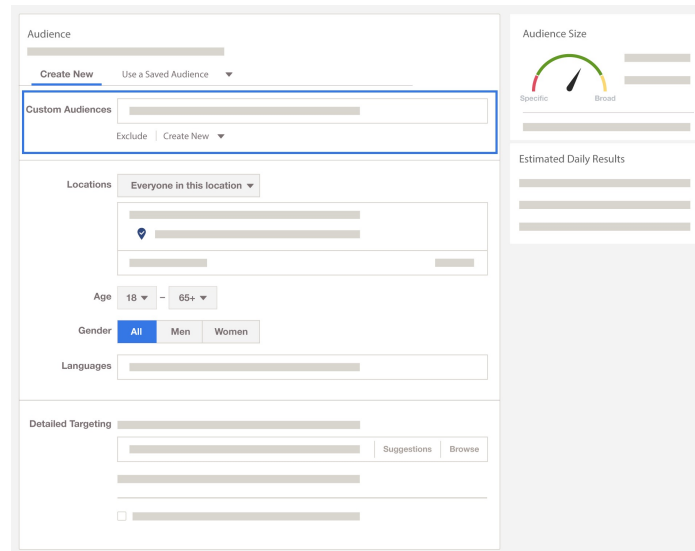 Audience
Create New Use a Saved Audience
Custom Audiences
Exclude Create New
Locations Everyone in this location
Age 18 – 65+
Gender All Men Women
Languages
Detailed Targeting
Suggestions Browse
Audience Size
Specific Broad
Estimated Daily Results